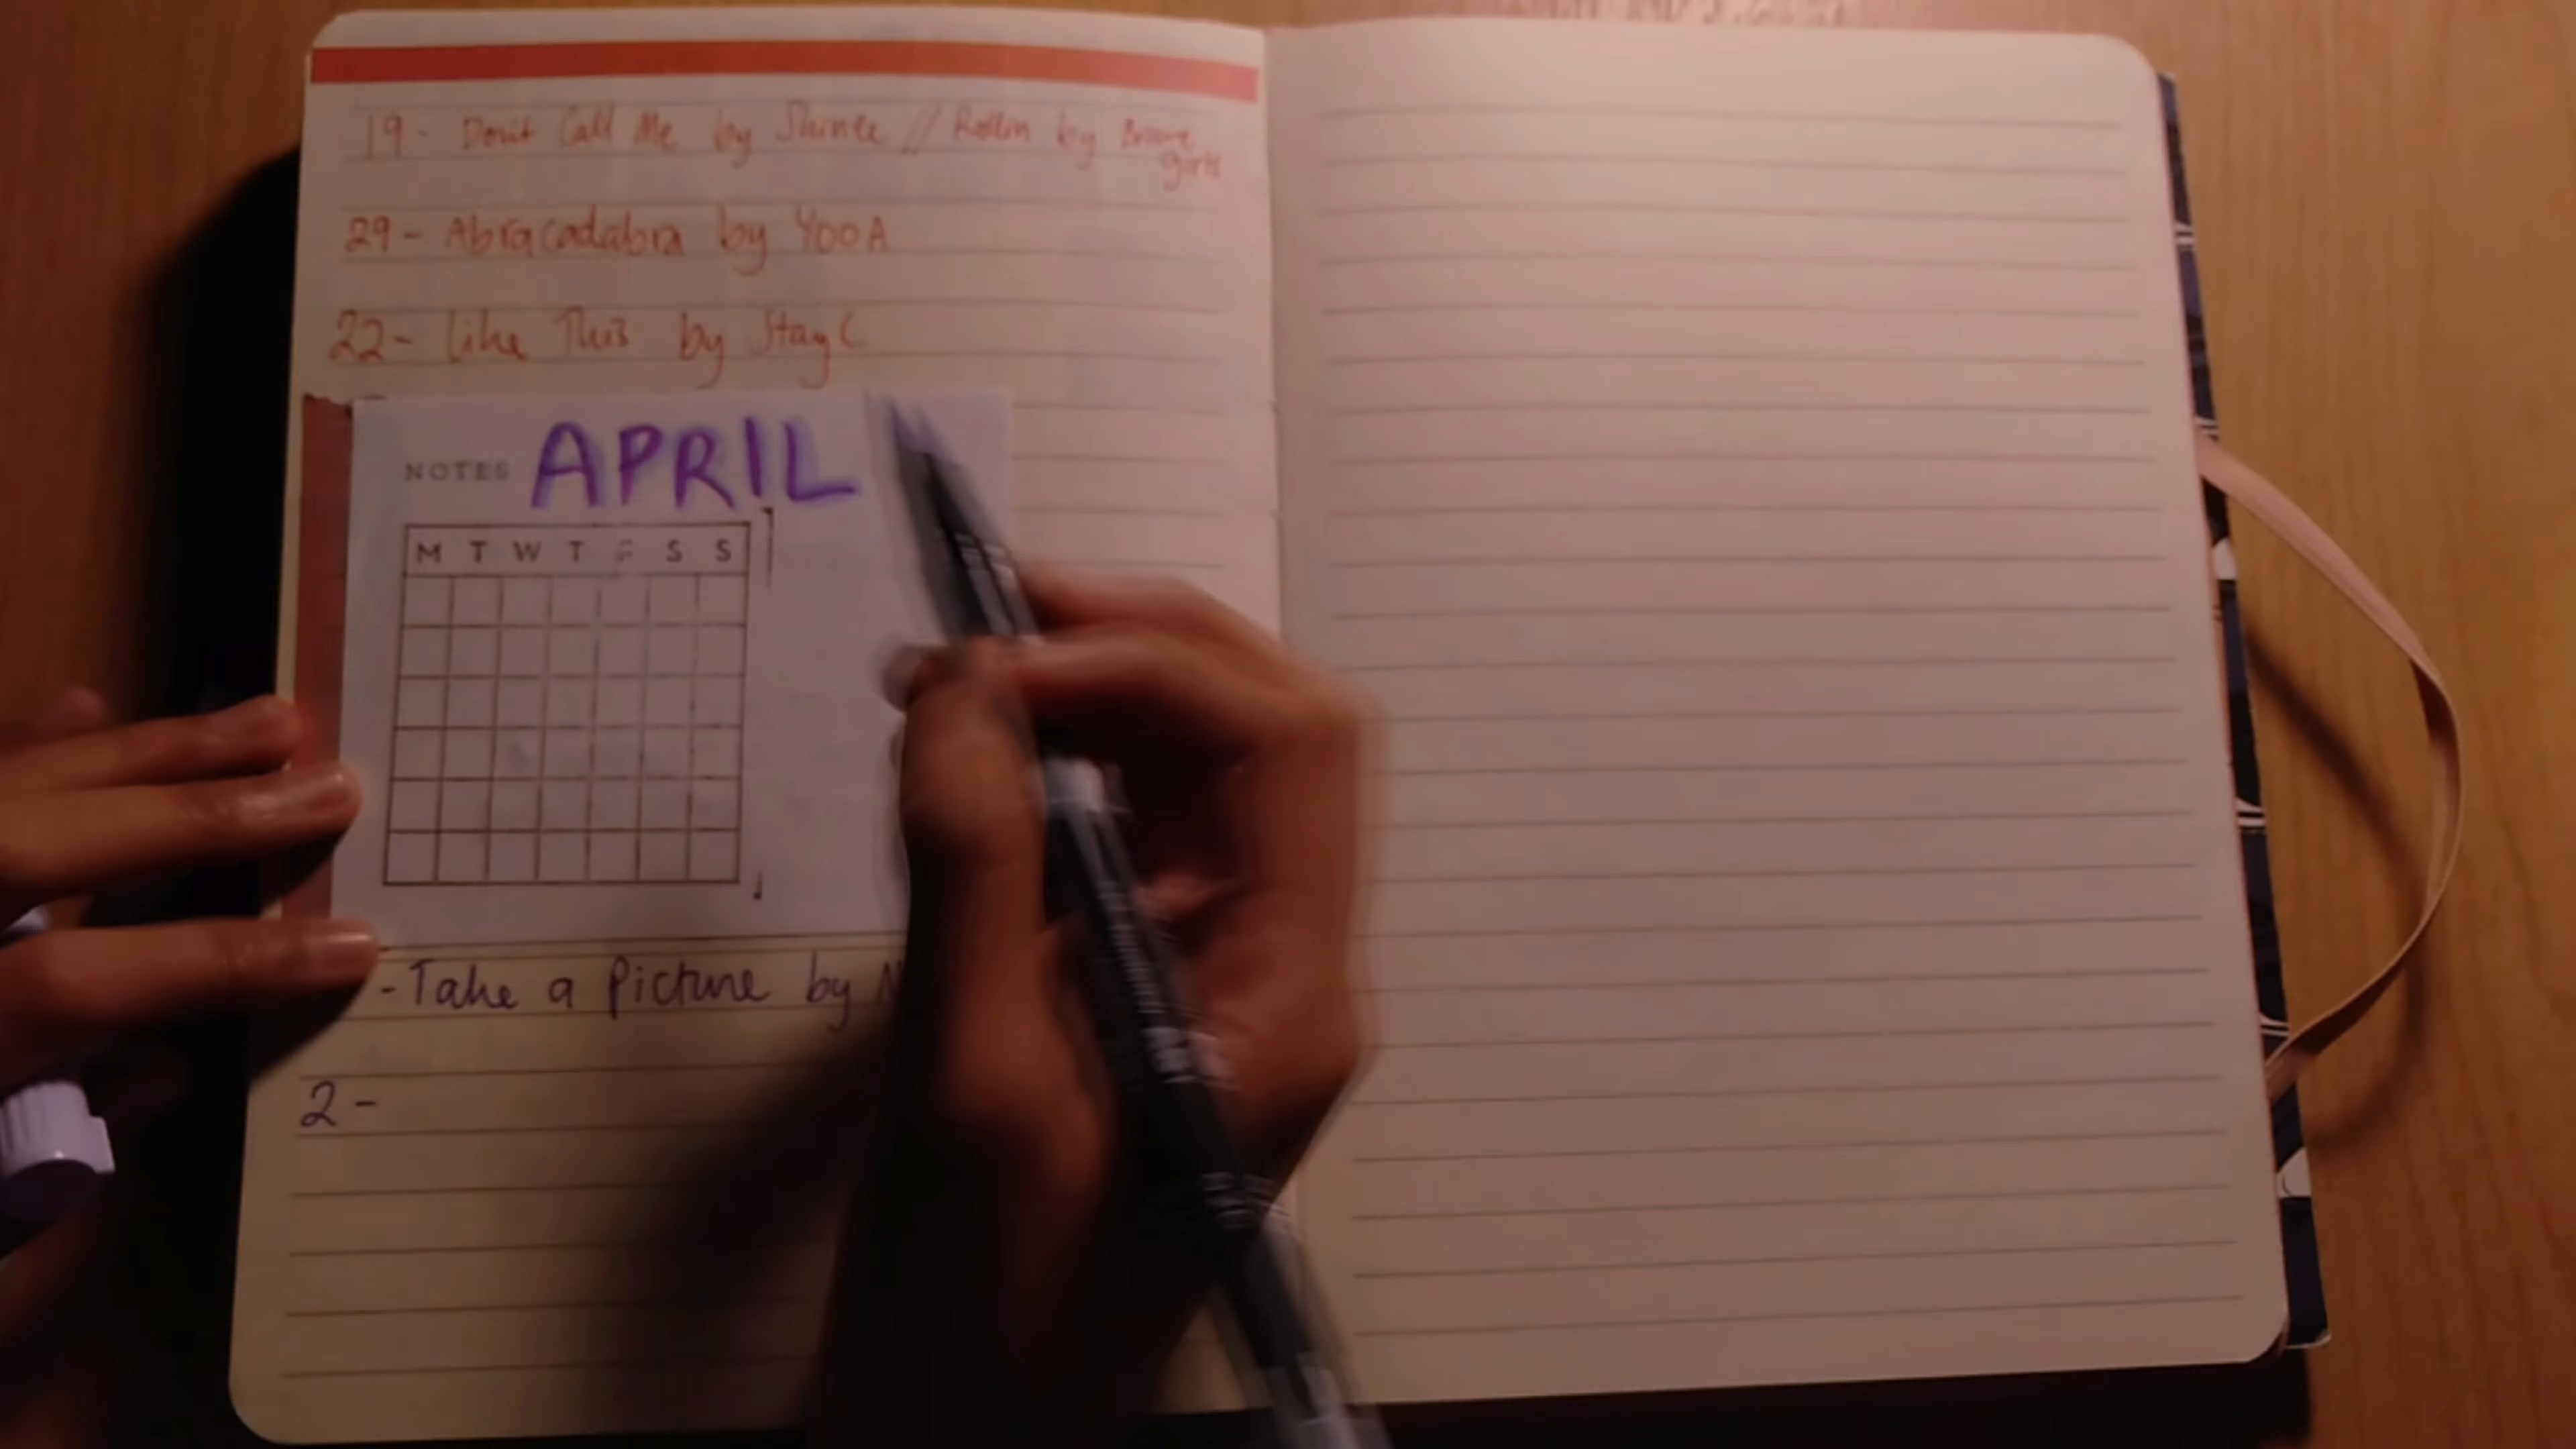 19- Don't Call Me by Shinee // Rollin by Brave
girls
29- Abracadabra by YOOA
22- Like This by StayC
NOTES APRIL
M T W T F S S
- Take a Picture by
2-